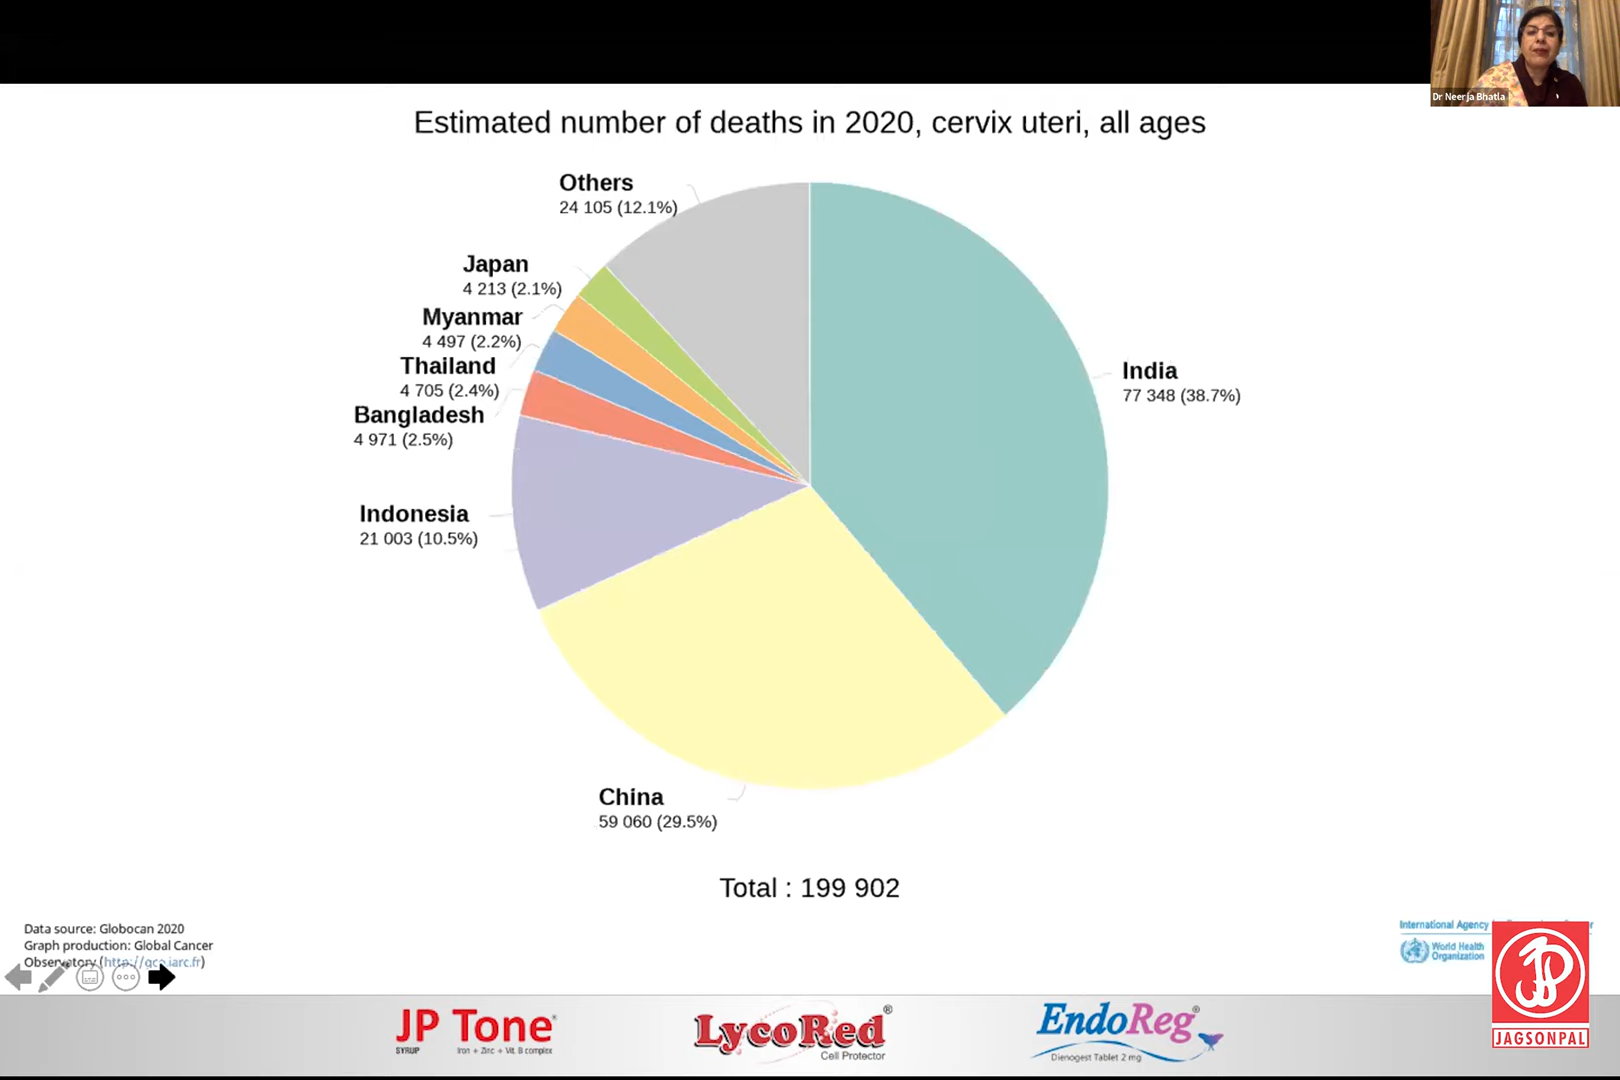 Dr Neerja Bhatla
Estimated number of deaths in 2020, cervix uteri, all ages
Others
24 105 (12.1%)
Japan
4 213 (2.1%)
Myanmar
4 497 (2.2%)
Thailand
4 705 (2.4%)
Bangladesh
4 971 (2.5%)
India
77 348 (38.7%)
Indonesia
21 003 (10.5%)
China
59 060 (29.5%)
Total : 199 902
Data source: Globocan 2020
Graph production: Global Cancer
Observatory (http://gco.iarc.fr)
International Agency
World Health
Organization
JP Tone
SYRUP
Iron + Zinc + Vit. B complex
LycoRed®
Cell Protector
EndoReg®
Dienogest Tablet 2 mg
JAGSONPAL